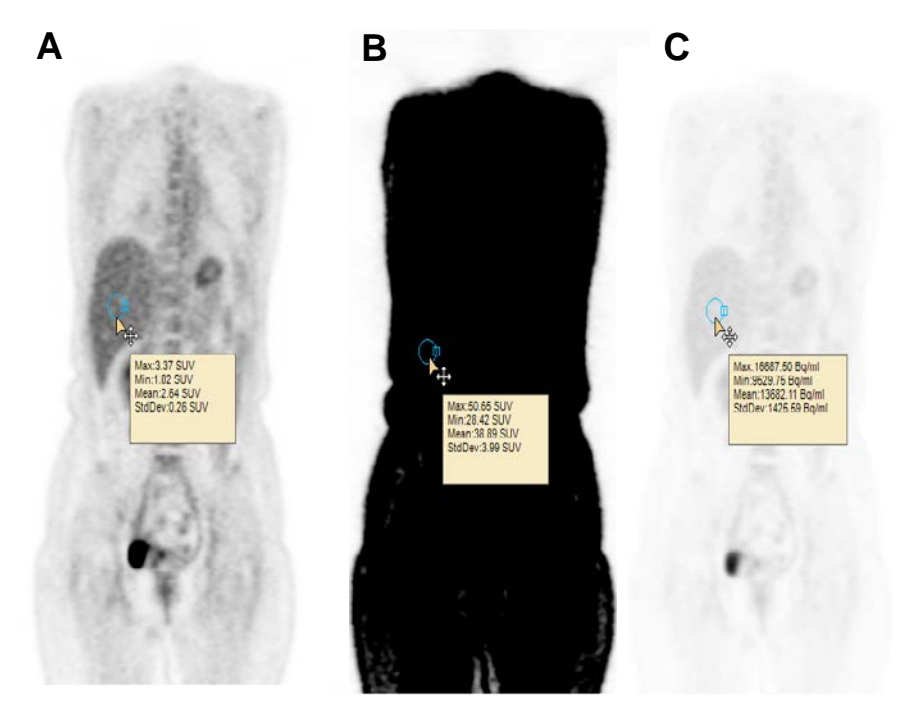 A
B
C
Max:3.37 SUV
Min:1.02 SUV
Mean:2.64 SUV
StdDev:0.26 SUV
Max:50.65 SUV
Min:28.42 SUV
Mean:38.89 SUV
StdDev:3.99 SUV
Max.16687.50 Bq/ml
Min:9529.75 Bq/ml
Mean:13682.11 Bq/ml
StdDev:1425.59 Bq/ml